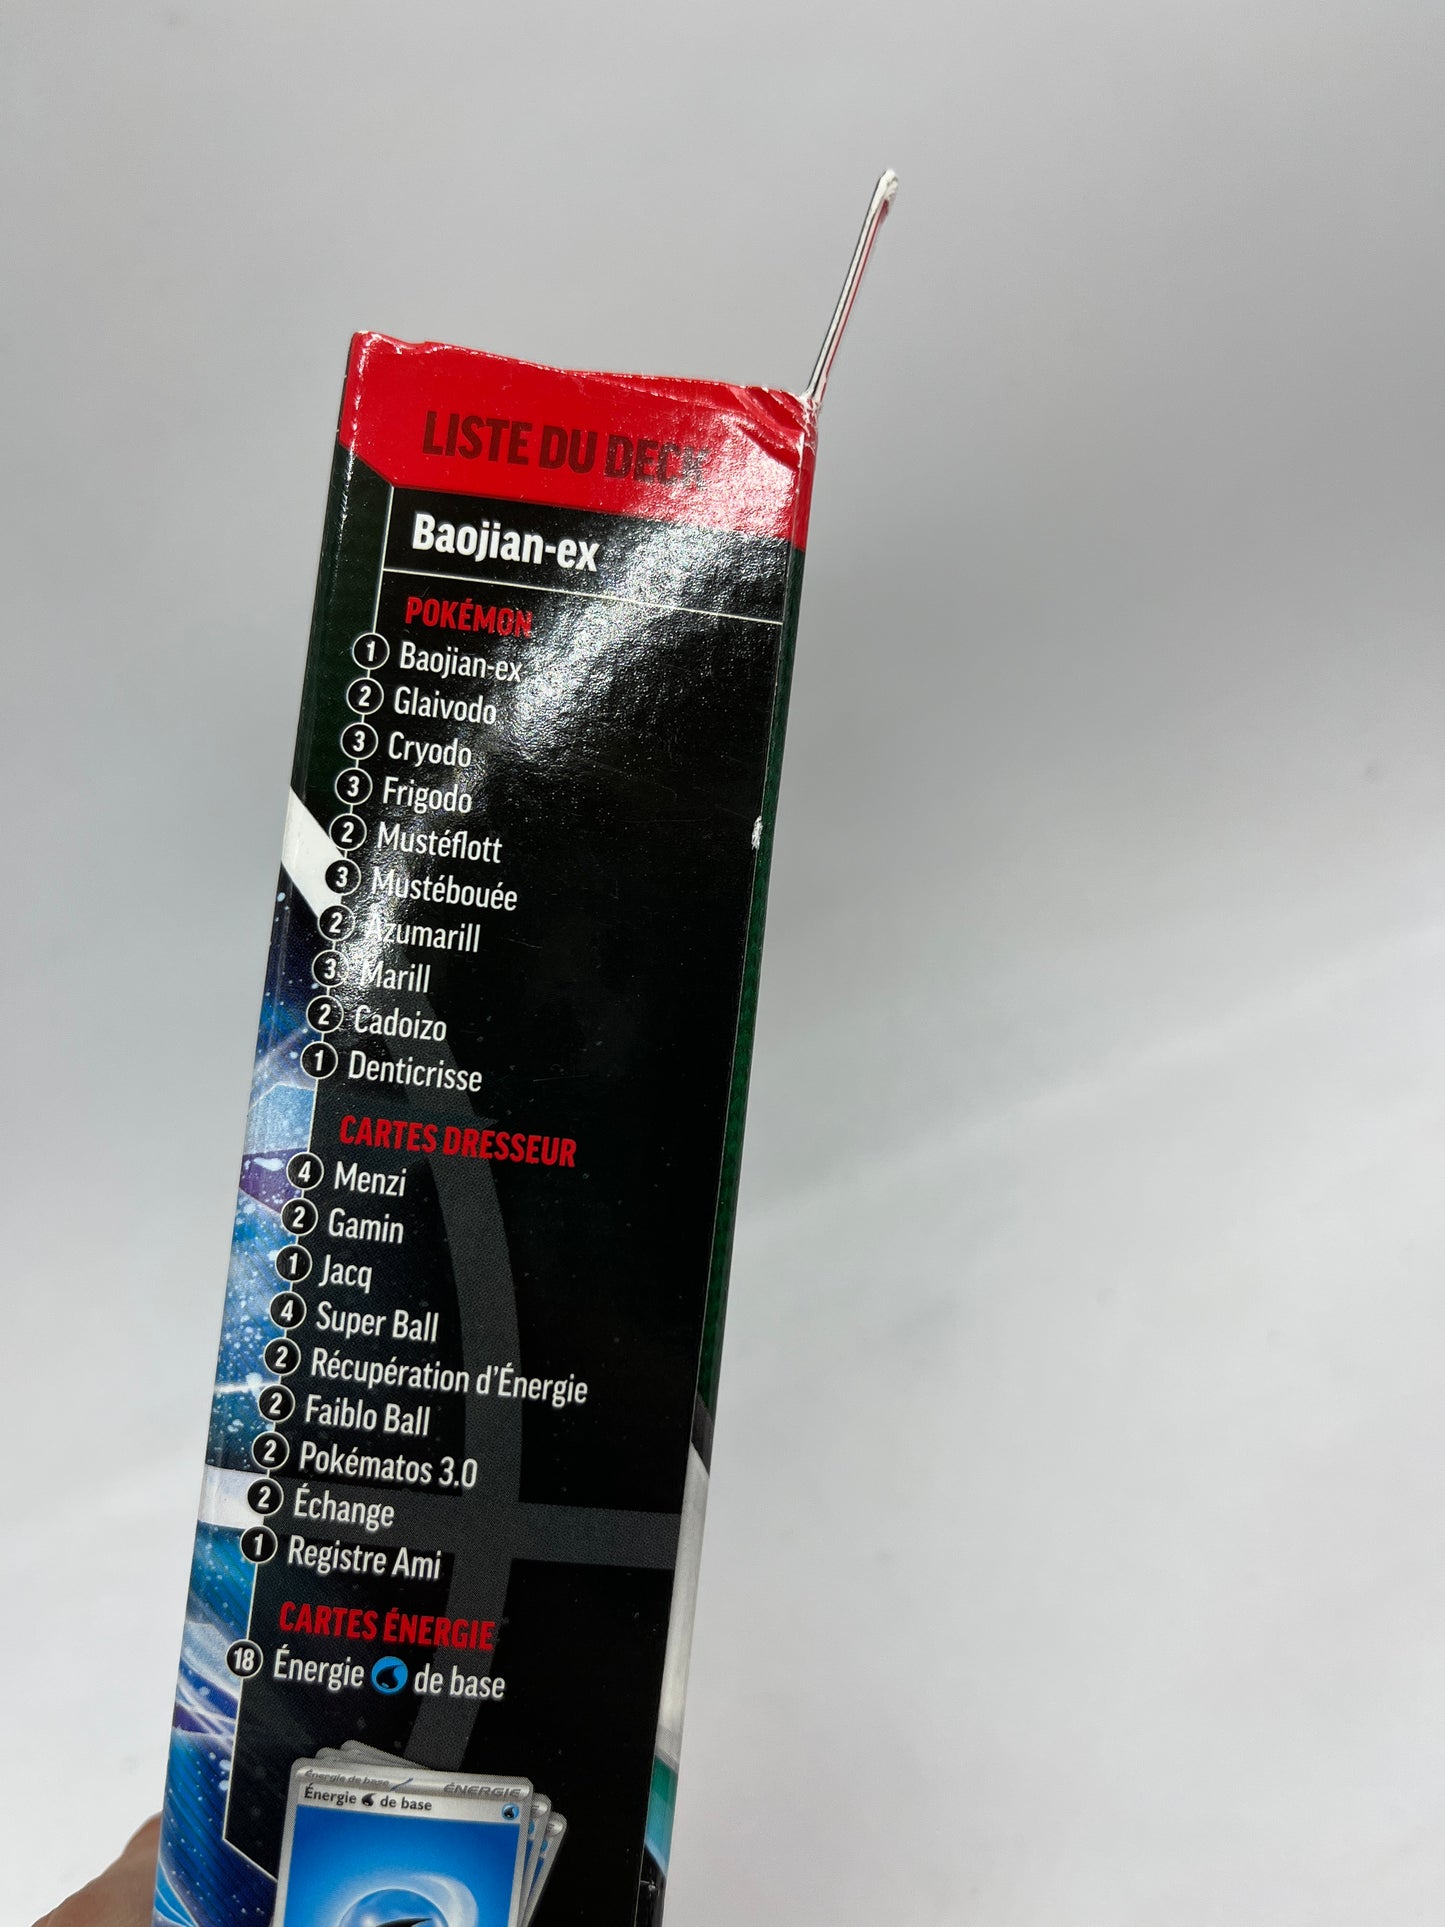 LISTE DU DECK
Baojian-ex
POKÉMON
1 Baojian-ex
2 Glaivodo
3 Cryodo
3 Frigodo
2 Mustéflott
3 Mustébouée
2 Azumarill
3 Marill
2 Cadoizo
1 Denticrisse
CARTES DRESSEUR
4 Menzi
2 Gamin
1 Jacq
4 Super Ball
2 Récupération d'Énergie
2 Faiblo Ball
2 Pokématos 3.0
2 Échange
1 Registre Ami
CARTES ÉNERGIE
18 Énergie de base
Énergie de base ÉNERGIE
Énergie de base